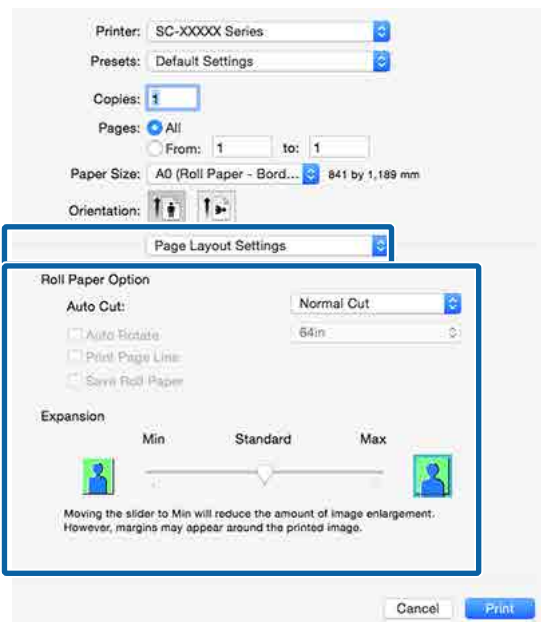 Printer: SC-XXXXX Series
Presets: Default Settings
Copies: 1
Pages: All
From: 1 to: 1
Paper Size: A0 (Roll Paper - Bord... 841 by 1,189 mm
Orientation:
Page Layout Settings
Roll Paper Option
Auto Cut: Normal Cut
Auto Rotate 64in
Print Page Line
Save Roll Paper
Expansion
Min Standard Max
Moving the slider to Min will reduce the amount of image enlargement.
However, margins may appear around the printed image.
Cancel Print